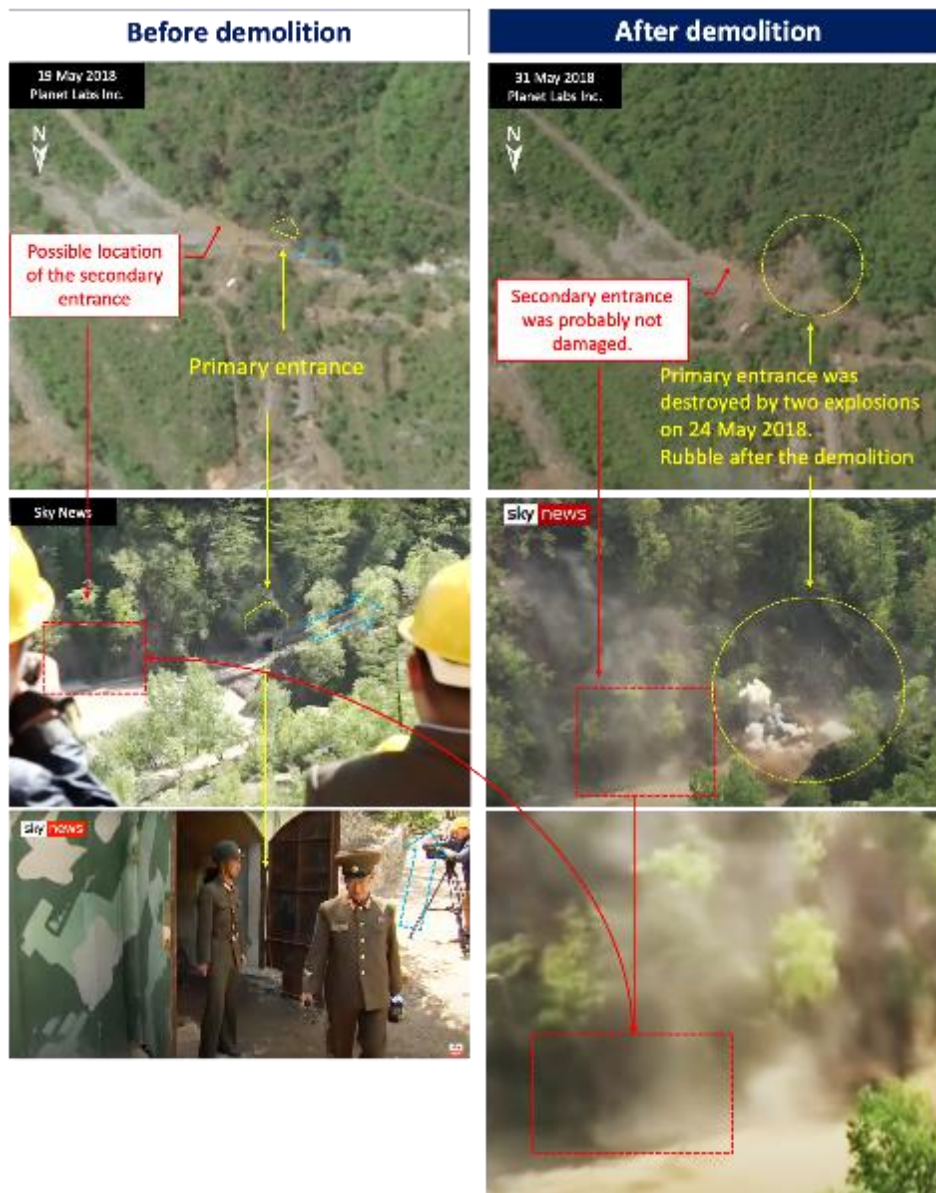 Before demolition
After demolition
19 May 2018
Planet Labs Inc.
N
Possible location
of the secondary
entrance
Primary entrance
31 May 2018
Planet Labs Inc.
N
Secondary entrance
was probably not
damaged.
Primary entrance was
destroyed by two explosions
on 24 May 2018.
Rubble after the demolition
Sky News
sky news
sky news